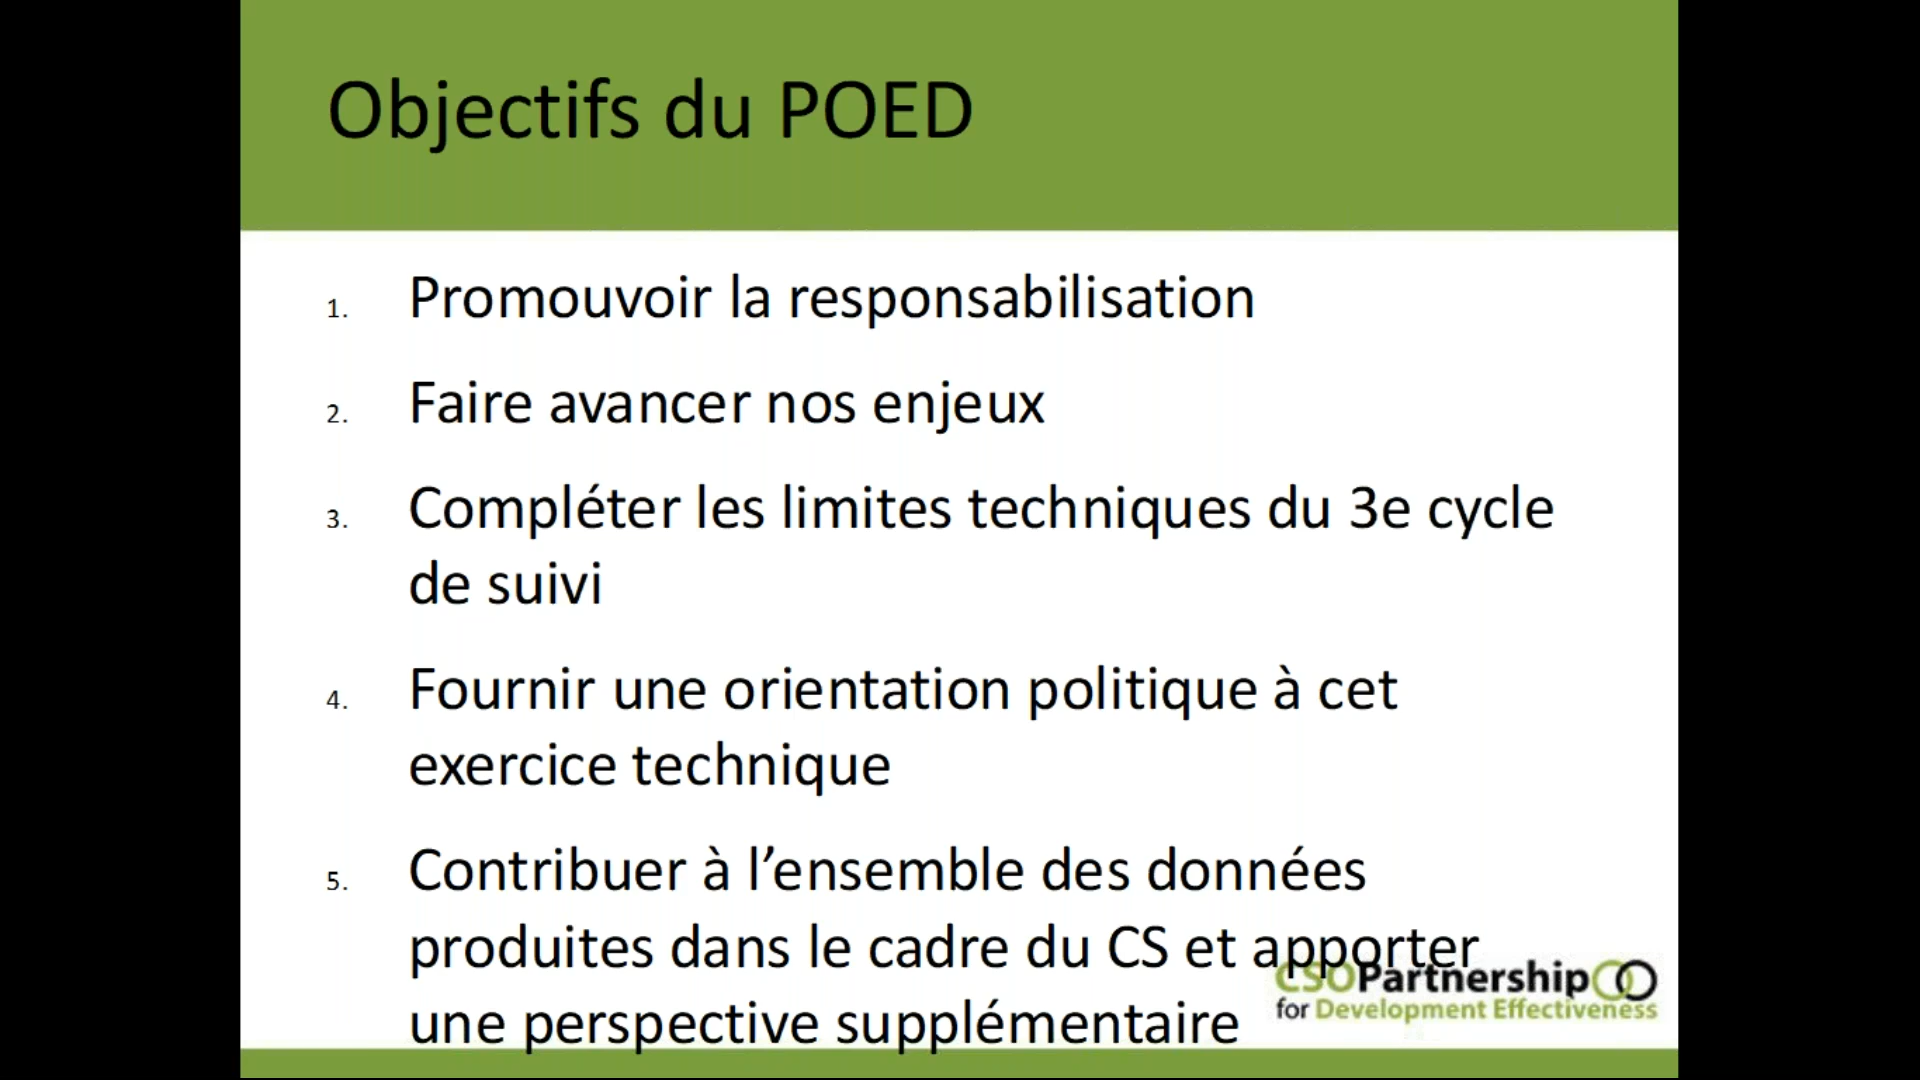 Objectifs du POED
1. Promouvoir la responsabilisation
2. Faire avancer nos enjeux
3. Compléter les limites techniques du 3e cycle
de suivi
4. Fournir une orientation politique à cet
exercice technique
5. Contribuer à l’ensemble des données
produites dans le cadre du CS et apporter
une perspective supplémentaire
CSOPartnership
for Development Effectiveness